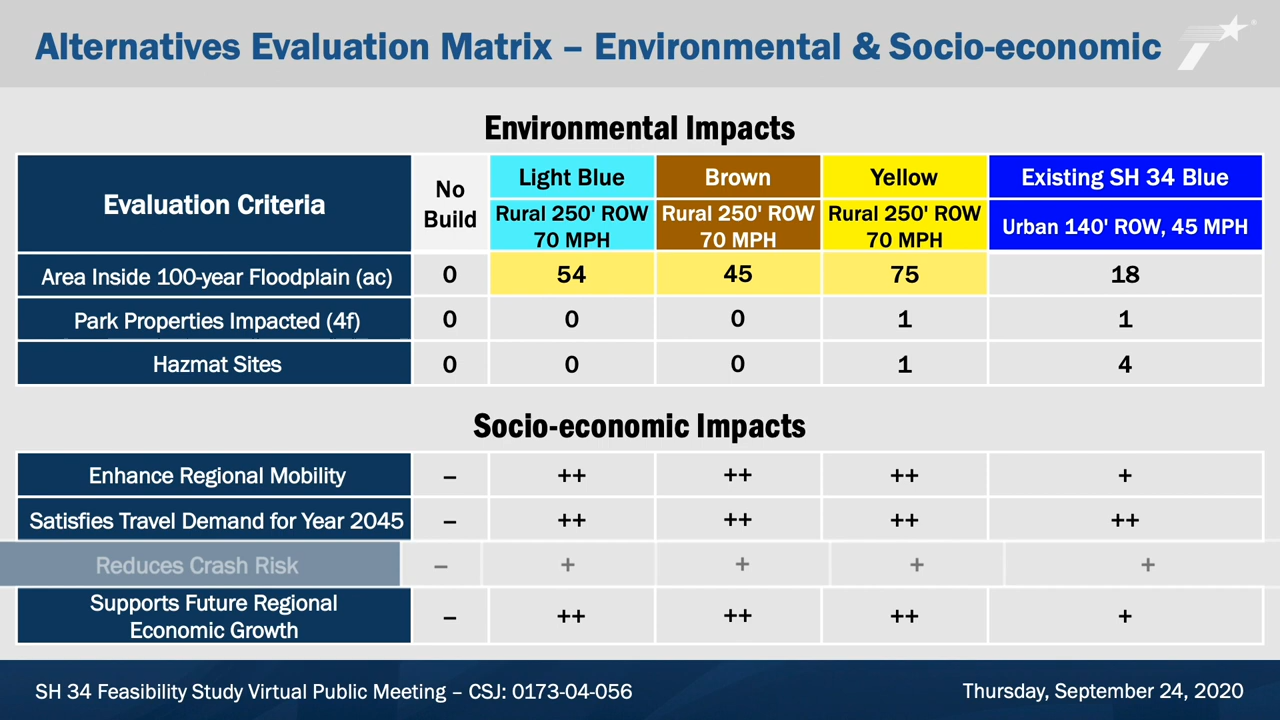 Alternatives Evaluation Matrix – Environmental & Socio-economic
Environmental Impacts
Evaluation Criteria
No Build
Light Blue
Brown
Yellow
Existing SH 34 Blue
Rural 250' ROW 70 MPH
Rural 250' ROW 70 MPH
Rural 250' ROW 70 MPH
Urban 140' ROW, 45 MPH
Area Inside 100-year Floodplain (ac) 0 54 45 75 18
Park Properties Impacted (4f) 0 0 0 1 1
Hazmat Sites 0 0 0 1 4
Socio-economic Impacts
Enhance Regional Mobility – ++ ++ ++ +
Satisfies Travel Demand for Year 2045 – ++ ++ ++ ++
Reduces Crash Risk – + + + +
Supports Future Regional Economic Growth – ++ ++ ++ +
SH 34 Feasibility Study Virtual Public Meeting – CSJ: 0173-04-056
Thursday, September 24, 2020